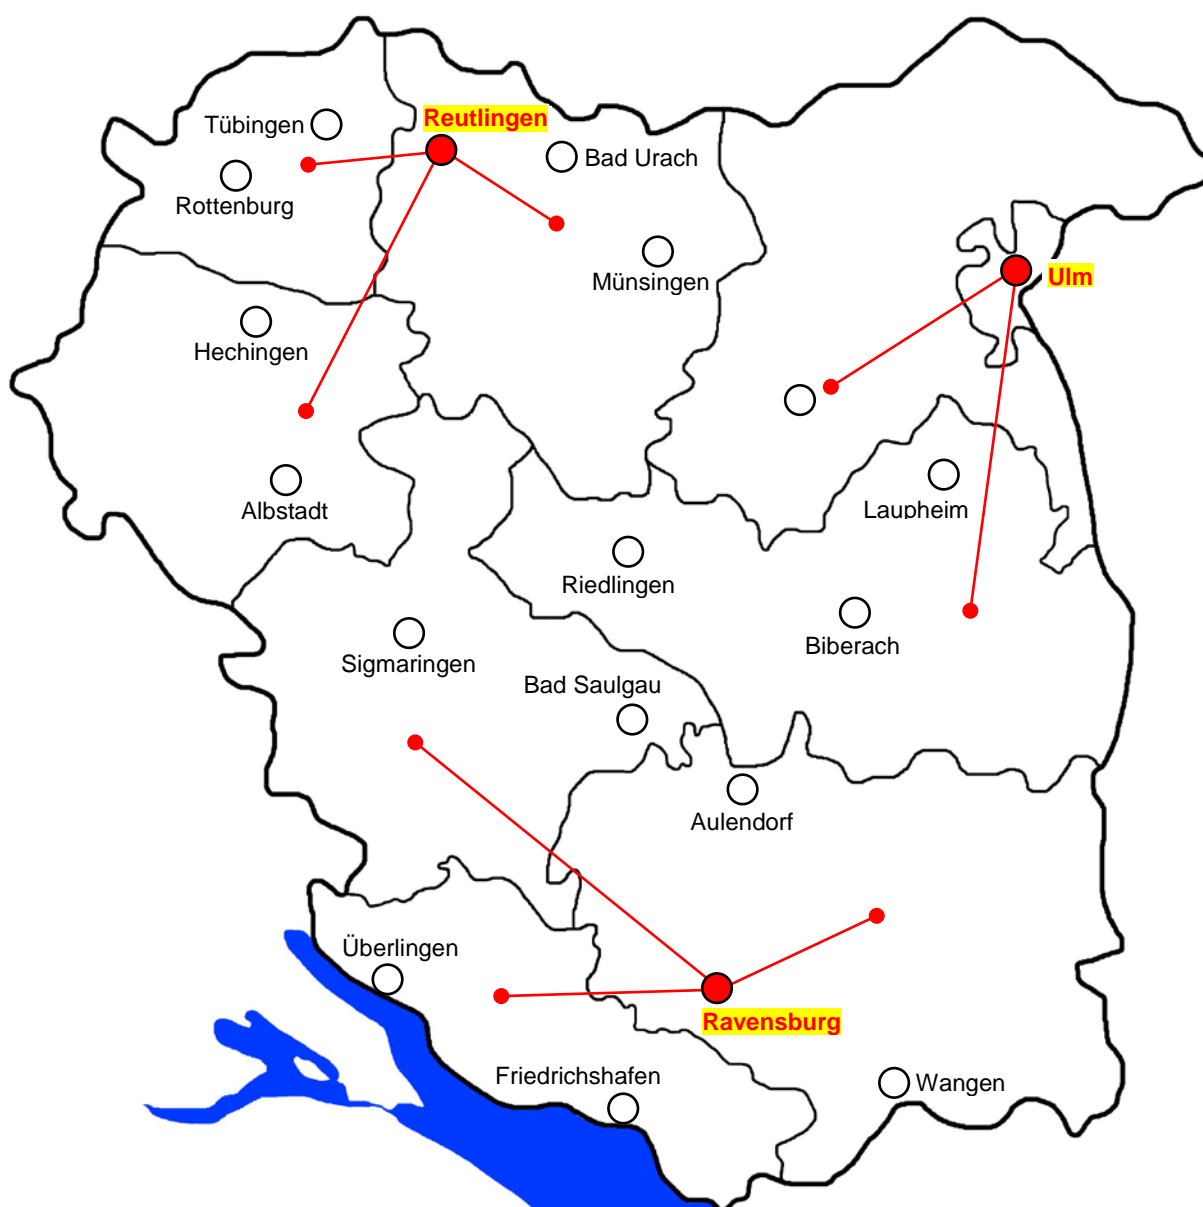 Reutlingen
Tübingen
Bad Urach
Rottenburg
Münsingen
Ulm
Hechingen
Albstadt
Laupheim
Riedlingen
Biberach
Sigmaringen
Bad Saulgau
Aulendorf
Überlingen
Ravensburg
Friedrichshafen
Wangen